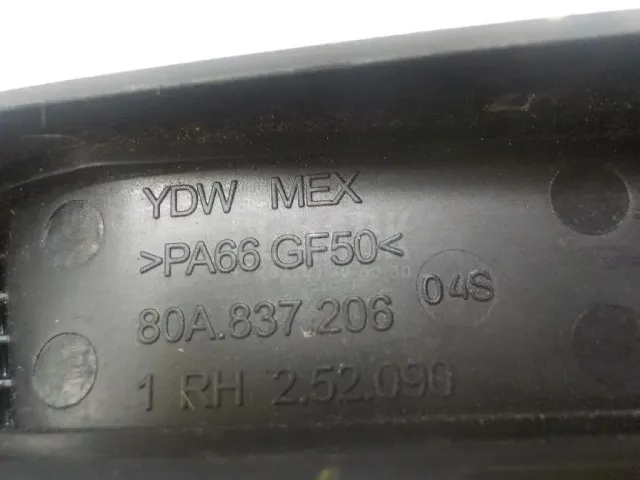 YDW MEX
>PA66 GF50<
80A.837.206 04S
1 RH 2.52.090